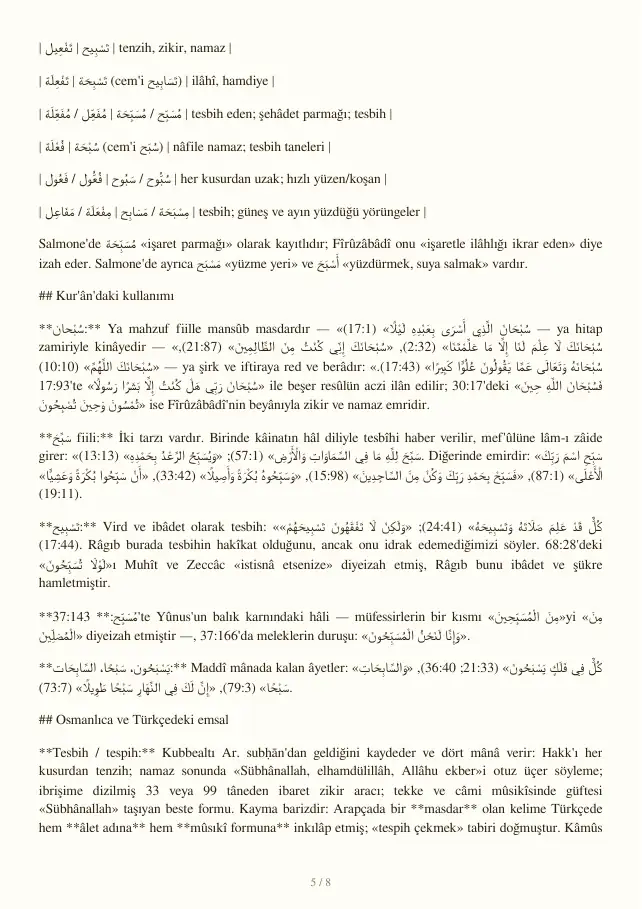 | تَفْعِيل | تَسْبِيح | tenzih, zikir, namaz |
| تَفْعِلَة | تَسْبِحَة (cem'i تَسَابِيح) | ilâhî, hamdiye |
| مُفَعِّل / مُفَعِّلَة | مُسَبِّح / مُسَبِّحَة | tesbih eden; şehâdet parmağı; tesbih |
| فُعْلَة | سُبْحَة (cem'i سُبَح) | nâfile namaz; tesbih taneleri |
| فُعُّول / فَعُول | سُبُّوح / سَبُوح | her kusurdan uzak; hızlı yüzen/koşan |
| مِفْعَلَة / مَفَاعِل | مِسْبَحَة / مَسَابِح | tesbih; güneş ve ayın yüzdüğü yörüngeler |
Salmone'de مُسَبِّحَة «işaret parmağı» olarak kayıtlıdır; Fîrûzâbâdî onu «işaretle ilâhlığı ikrar eden» diye
izah eder. Salmone'de ayrıca مَسْبَح «yüzme yeri» ve أَسْبَحَ «yüzdürmek, suya salmak» vardır.
## Kur'ân'daki kullanımı
**سُبْحان:** Ya mahzuf fiille mansûb masdardır — «سُبْحَانَ الَّذِي أَسْرَى بِعَبْدِهِ لَيْلًا» (17:1) — ya hitap
zamiriyle kinâyedir — «سُبْحَانَكَ لَا عِلْمَ لَنَا إِلَّا مَا عَلَّمْتَنَا» (2:32), «سُبْحَانَكَ إِنِّي كُنْتُ مِنَ الظَّالِمِينَ» (21:87),
«سُبْحَانَكَ اللَّهُمَّ» (10:10) — ya şirk ve iftiraya red ve berâdır: «سُبْحَانَهُ وَتَعَالَى عَمَّا يَقُولُونَ عُلُوًّا كَبِيرًا» (17:43).
17:93'te «سُبْحَانَ رَبِّي هَلْ كُنْتُ إِلَّا بَشَرًا رَسُولًا» ile beşer resûlün aczi ilân edilir; 30:17'deki «فَسُبْحَانَ اللَّهِ حِينَ
تُمْسُونَ وَحِينَ تُصْبِحُونَ» ise Fîrûzâbâdî'nin beyânıyla zikir ve namaz emridir.
**سَبَّحَ fiili:** İki tarzı vardır. Birinde kâinatın hâl diliyle tesbîhi haber verilir, mef'ûlüne lâm-ı zâide
girer: «سَبَّحَ لِلَّهِ مَا فِي السَّمَاوَاتِ وَالْأَرْضِ» (57:1); «وَيُسَبِّحُ الرَّعْدُ بِحَمْدِهِ» (13:13). Diğerinde emirdir: «سَبِّحِ اسْمَ رَبِّكَ
الْأَعْلَى» (87:1), «فَسَبِّحْ بِحَمْدِ رَبِّكَ وَكُنْ مِنَ السَّاجِدِينَ» (15:98), «وَسَبِّحُوهُ بُكْرَةً وَأَصِيلًا» (33:42), «أَنْ سَبِّحُوا بُكْرَةً وَعَشِيًّا»
(19:11).
**تَسْبِيح:** Vird ve ibâdet olarak tesbih: «كُلٌّ قَدْ عَلِمَ صَلَاتَهُ وَتَسْبِيحَهُ» (24:41); «وَلَكِنْ لَا تَفْقَهُونَ تَسْبِيحَهُمْ»
(17:44). Râgıb burada tesbihin hakîkat olduğunu, ancak onu idrak edemediğimizi söyler. 68:28'deki
«لَوْلَا تُسَبِّحُونَ»ı Muhît ve Zeccâc «istisnâ etsenize» diyeizah etmiş, Râgıb bunu ibâdet ve şükre
hamletmiştir.
**مُسَبِّح:** 37:143'te Yûnus'un balık karnındaki hâli — müfessirlerin bir kısmı «مِنَ الْمُسَبِّحِينَ»yi «مِنَ
الْمُصَلِّينَ» diyeizah etmiştir —, 37:166'da meleklerin duruşu: «وَإِنَّا لَنَحْنُ الْمُسَبِّحُونَ».
**يَسْبَحُون، سَبْحًا، السَّابِحَات:** Maddî mânada kalan âyetler: «كُلٌّ فِي فَلَكٍ يَسْبَحُونَ» (21:33; 36:40), «وَالسَّابِحَاتِ
سَبْحًا» (79:3), «إِنَّ لَكَ فِي النَّهَارِ سَبْحًا طَوِيلًا» (73:7).
## Osmanlıca ve Türkçedeki emsal
**Tesbih / tespih:** Kubbealtı Ar. subḥān'dan geldiğini kaydeder ve dört mânâ verir: Hakk'ı her
kusurdan tenzih; namaz sonunda «Sübhânallah, elhamdülillâh, Allâhu ekber»i otuz üçer söyleme;
ibrişime dizilmiş 33 veya 99 tâneden ibaret zikir aracı; tekke ve câmi mûsikîsinde güftesi
«Sübhânallah» taşıyan beste formu. Kayma barizdir: Arapçada bir **masdar** olan kelime Türkçede
hem **âlet adına** hem **mûsıkî formuna** inkılâp etmiş; «tespih çekmek» tabiri doğmuştur. Kâmûs
5 / 8